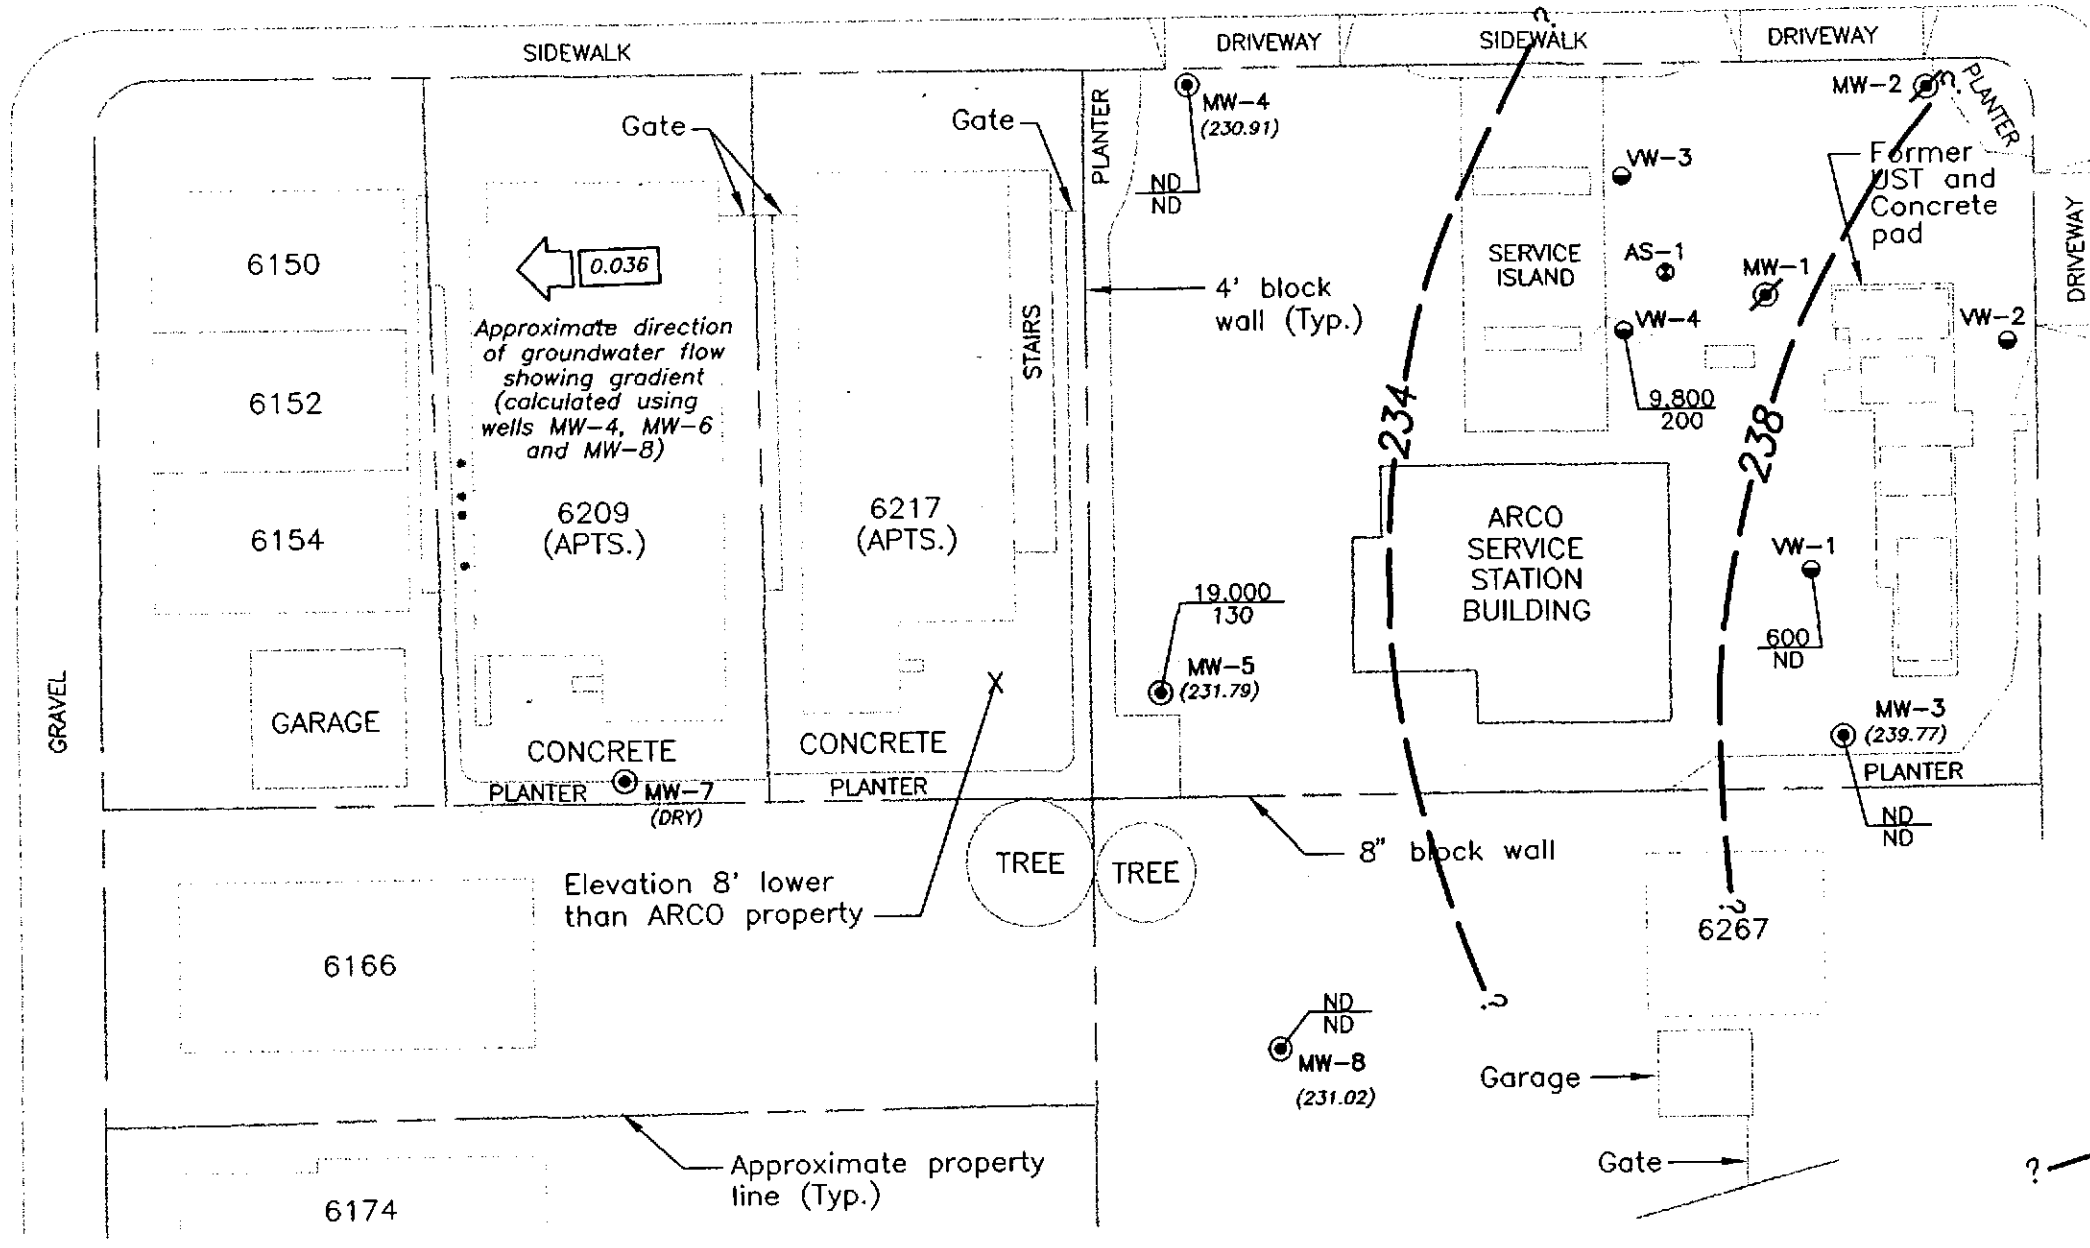 SIDEWALK
DRIVEWAY
SIDEWALK
DRIVEWAY
?
MW-2
?
PLANTER
MW-4
(230.91)
ND
ND
PLANTER
Gate
Gate
VW-3
Former
UST and
Concrete
pad
DRIVEWAY
6150
0.036
Approximate direction
of groundwater flow
showing gradient
(calculated using
wells MW-4, MW-6
and MW-8)
STAIRS
4' block
wall (Typ.)
SERVICE
ISLAND
AS-1
MW-1
VW-4
VW-2
9,800
200
234
238
6152
6154
6209
(APTS.)
6217
(APTS.)
ARCO
SERVICE
STATION
BUILDING
VW-1
600
ND
19,000
130
MW-5
(231.79)
MW-3
(239.77)
PLANTER
ND
ND
GRAVEL
GARAGE
CONCRETE
CONCRETE
PLANTER
MW-7
(DRY)
PLANTER
TREE
TREE
8" block wall
Elevation 8' lower
than ARCO property
?
6267
6166
?
ND
ND
MW-8
(231.02)
Garage
Gate
?
Approximate property
line (Typ.)
6174